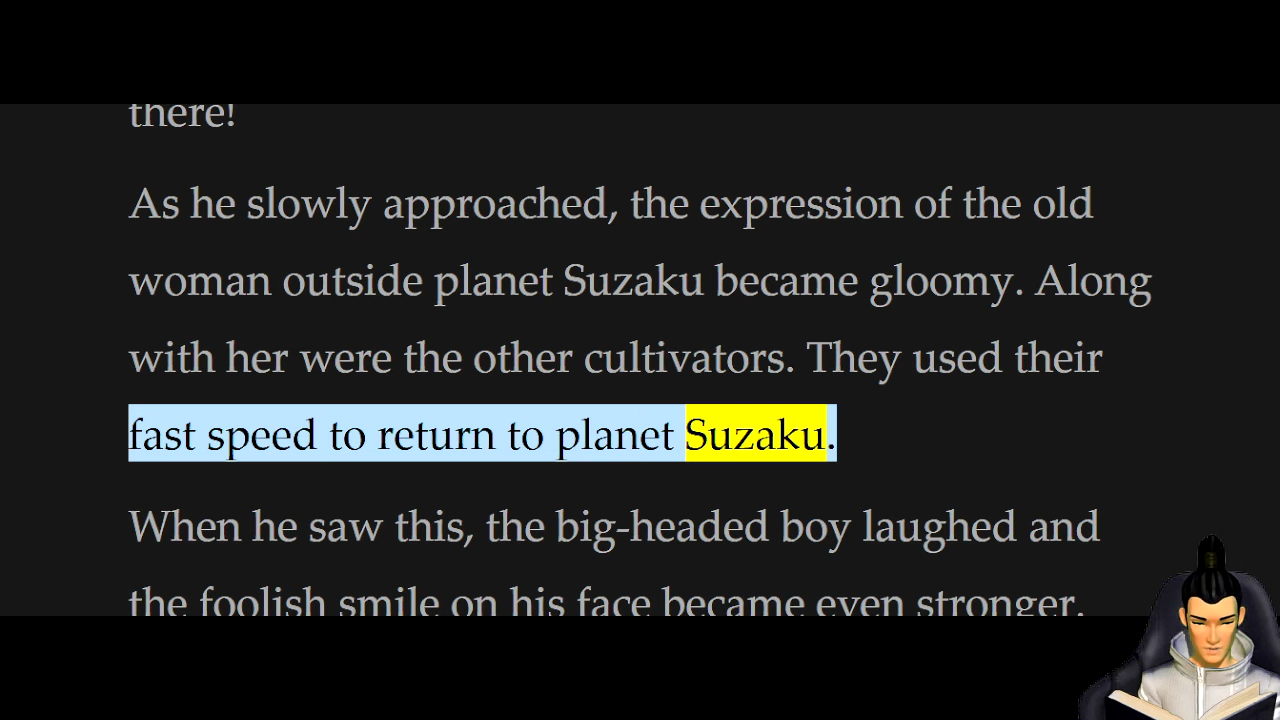 there!
As he slowly approached, the expression of the old
woman outside planet Suzaku became gloomy. Along
with her were the other cultivators. They used their
fast speed to return to planet Suzaku.
When he saw this, the big-headed boy laughed and
the foolish smile on his face became even stronger.